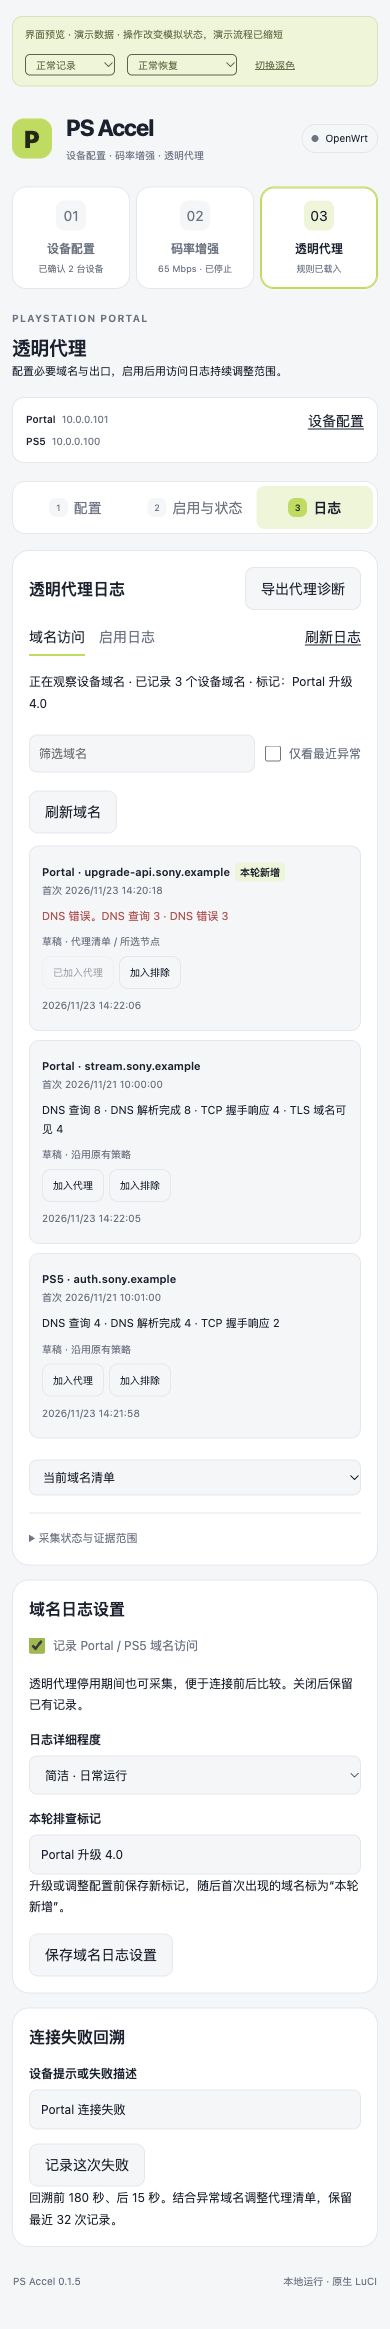 界面预览 · 演示数据 · 操作改变模拟状态，演示流程已缩短
正常记录 正常恢复 切换深色
P PS Accel
设备配置 · 码率增强 · 透明代理
OpenWrt
01 02 03
设备配置 码率增强 透明代理
已确认 2 台设备 65 Mbps · 已停止 规则已载入
PLAYSTATION PORTAL
透明代理
配置必要域名与出口，启用后用访问日志持续调整范围。
Portal 10.0.0.101 设备配置
PS5 10.0.0.100
1 配置 2 启用与状态 3 日志
透明代理日志 导出代理诊断
域名访问 启用日志 刷新日志
正在观察设备域名 · 已记录 3 个设备域名 · 标记：Portal 升级
4.0
筛选域名 仅看最近异常
刷新域名
Portal · upgrade-api.sony.example 本轮新增
首次 2026/11/23 14:20:18
DNS 错误。DNS 查询 3 · DNS 错误 3
草稿 · 代理清单 / 所选节点
已加入代理 加入排除
2026/11/23 14:22:06
Portal · stream.sony.example
首次 2026/11/21 10:00:00
DNS 查询 8 · DNS 解析完成 8 · TCP 握手响应 4 · TLS 域名可
见 4
草稿 · 沿用原有策略
加入代理 加入排除
2026/11/23 14:22:05
PS5 · auth.sony.example
首次 2026/11/21 10:01:00
DNS 查询 4 · DNS 解析完成 4 · TCP 握手响应 2
草稿 · 沿用原有策略
加入代理 加入排除
2026/11/23 14:21:58
当前域名清单
采集状态与证据范围
域名日志设置
记录 Portal / PS5 域名访问
透明代理停用期间也可采集，便于连接前后比较。关闭后保留
已有记录。
日志详细程度
简洁 · 日常运行
本轮排查标记
Portal 升级 4.0
升级或调整配置前保存新标记，随后首次出现的域名标为“本轮
新增”。
保存域名日志设置
连接失败回溯
设备提示或失败描述
Portal 连接失败
记录这次失败
回溯前 180 秒、后 15 秒。结合异常域名调整代理清单，保留
最近 32 次记录。
PS Accel 0.1.5 本地运行 · 原生 LuCI